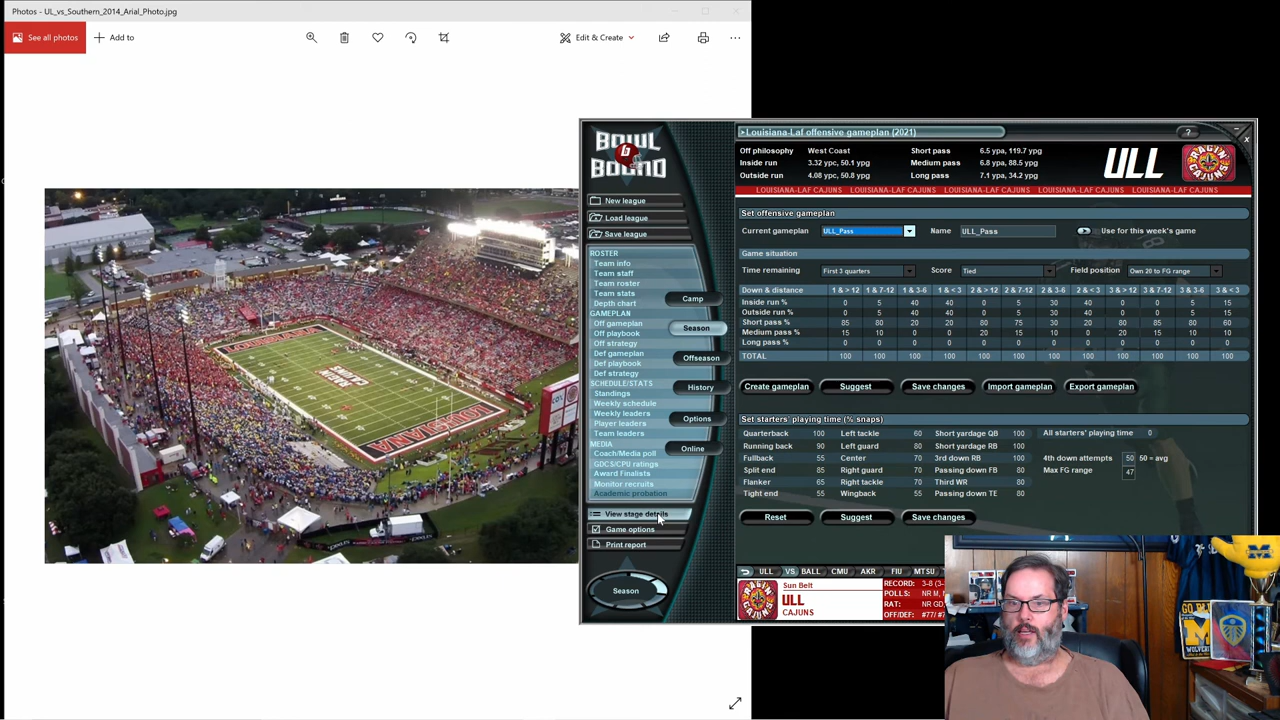 Photos - UL_vs_Southern_2014_Arial_Photo.jpg
See all photos
Add to
Edit & Create
BOWL
BOUND
New league
Load league
Save league
ROSTER
Team info
Team staff
Team roster
Team stats
Depth chart
GAMEPLAN
Off gameplan
Off playbook
Off strategy
Def gameplan
Def playbook
Def strategy
SCHEDULE/STATS
Standings
Weekly schedule
Weekly leaders
Player leaders
Team leaders
MEDIA
Coach/Media poll
GDCS/CPU ratings
Award Finalists
Monitor recruits
Academic probation
View stage details
Game options
Print report
Season
Camp
Season
Offseason
History
Options
Online
Louisiana-Laf offensive gameplan (2021)
?
X
Off philosophy West Coast Short pass 6.5 ypa, 119.7 ypg
Inside run 3.32 ypc, 50.1 ypg Medium pass 6.8 ypa, 88.5 ypg
Outside run 4.08 ypc, 50.8 ypg Long pass 7.1 ypa, 34.2 ypg
ULL
LOUISIANA-LAF CAJUNS LOUISIANA-LAF CAJUNS LOUISIANA-LAF CAJUNS LOUISIANA-LAF CAJUNS LOUISIANA-LAF CAJUNS
Set offensive gameplan
Current gameplan ULL_Pass Name ULL_Pass Use for this week's game
Game situation
Time remaining First 3 quarters Score Tied Field position Own 20 to FG range
Down & distance 1 & > 12 1 & 7-12 1 & 3-6 1 & < 3 2 & > 12 2 & 7-12 2 & 3-6 2 & < 3 3 & > 12 3 & 7-12 3 & 3-6 3 & < 3
Inside run % 0 5 40 40 0 5 30 40 0 0 5 15
Outside run % 0 5 40 40 0 5 30 40 0 0 5 15
Short pass % 85 80 20 20 80 75 30 20 80 85 80 60
Medium pass % 15 10 0 0 20 15 10 0 20 15 10 10
Long pass % 0 0 0 0 0 0 0 0 0 0 0 0
TOTAL 100 100 100 100 100 100 100 100 100 100 100 100
Create gameplan Suggest Save changes Import gameplan Export gameplan
Set starters' playing time (% snaps)
Quarterback 100 Left tackle 60 Short yardage QB 100 All starters' playing time 0
Running back 90 Left guard 80 Short yardage RB 100
Fullback 55 Center 70 3rd down RB 100 4th down attempts 50 50 = avg
Split end 85 Right guard 70 Passing down FB 80 Max FG range 47
Flanker 65 Right tackle 70 Third WR 80
Tight end 55 Wingback 55 Passing down TE 80
Reset Suggest Save changes
ULL VS BALL CMU AKR FIU MTSU
Sun Belt
ULL
CAJUNS
RECORD: 3-8 (3-
POLLS: NR M,
RAT: NR GD,
OFF/DEF: #77/ #7